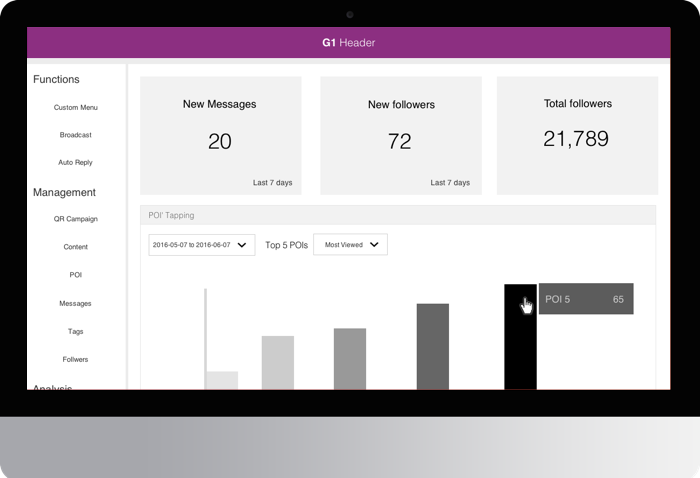 G1 Header
Functions
Custom Menu
Broadcast
Auto Reply
Management
QR Campaign
Content
POI
Messages
Tags
Follwers
Analysis
New Messages
20
Last 7 days
New followers
72
Last 7 days
Total followers
21,789
POI' Tapping
2016-05-07 to 2016-06-07
Top 5 POIs
Most Viewed
POI 5 65